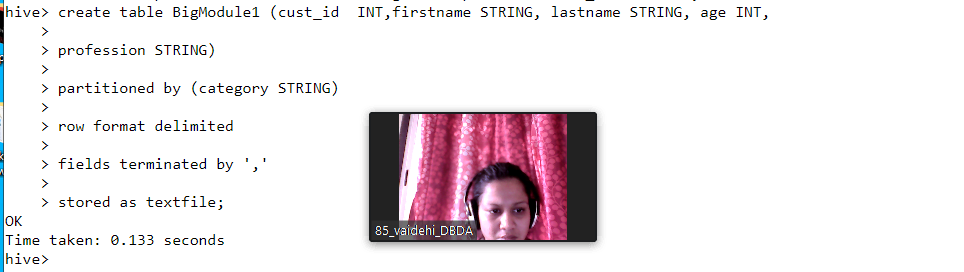 hive> create table BigModule1 (cust_id  INT,firstname STRING, lastname STRING, age INT,
    >
    > profession STRING)
    >
    > partitioned by (category STRING)
    >
    > row format delimited
    >
    > fields terminated by ','
    >
    > stored as textfile;
85_vaidehi_DBDA
OK
Time taken: 0.133 seconds
hive>